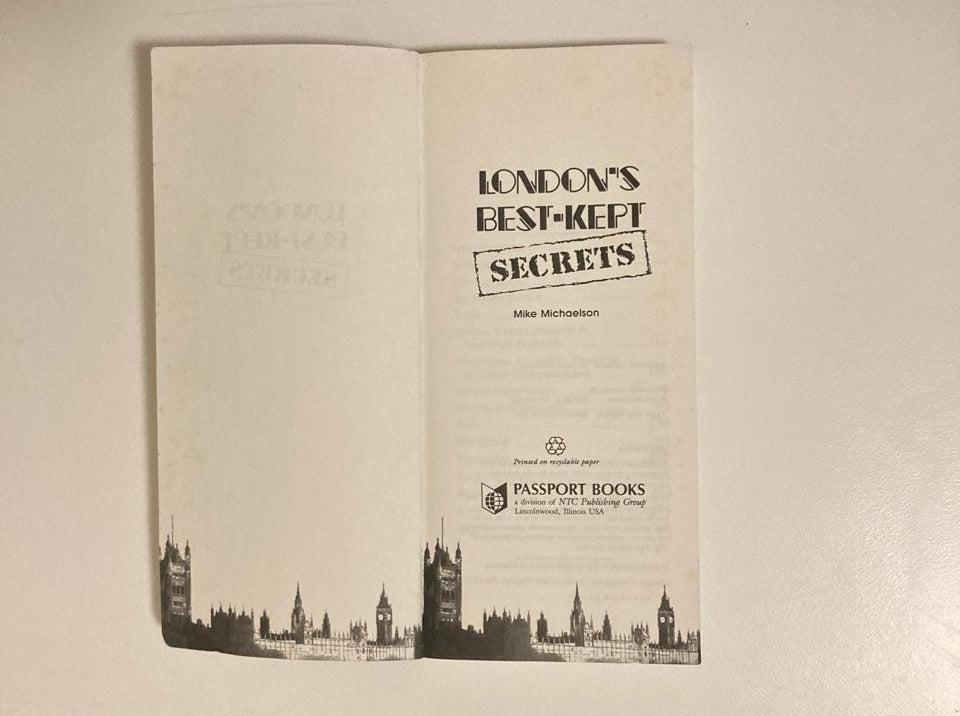 LONDON'S
BEST-KEPT
SECRETS
Mike Michaelson
Printed on recyclable paper
PASSPORT BOOKS
a division of NTC Publishing Group
Lincolnwood, Illinois USA